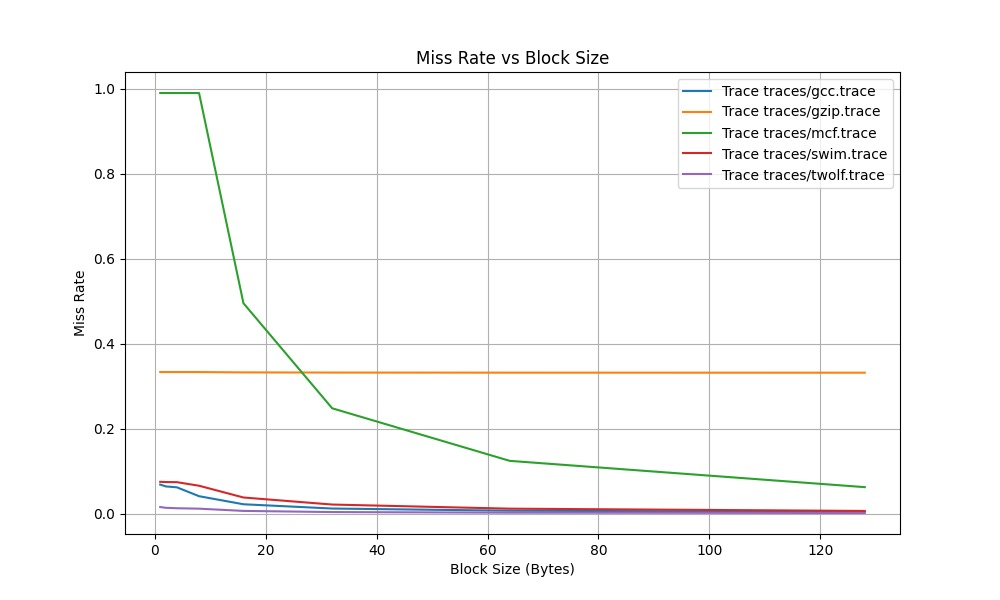 Miss Rate vs Block Size
Trace traces/gcc.trace
Trace traces/gzip.trace
Trace traces/mcf.trace
Trace traces/swim.trace
Trace traces/twolf.trace
Miss Rate
1.0
0.8
0.6
0.4
0.2
0.0
0 20 40 60 80 100 120
Block Size (Bytes)